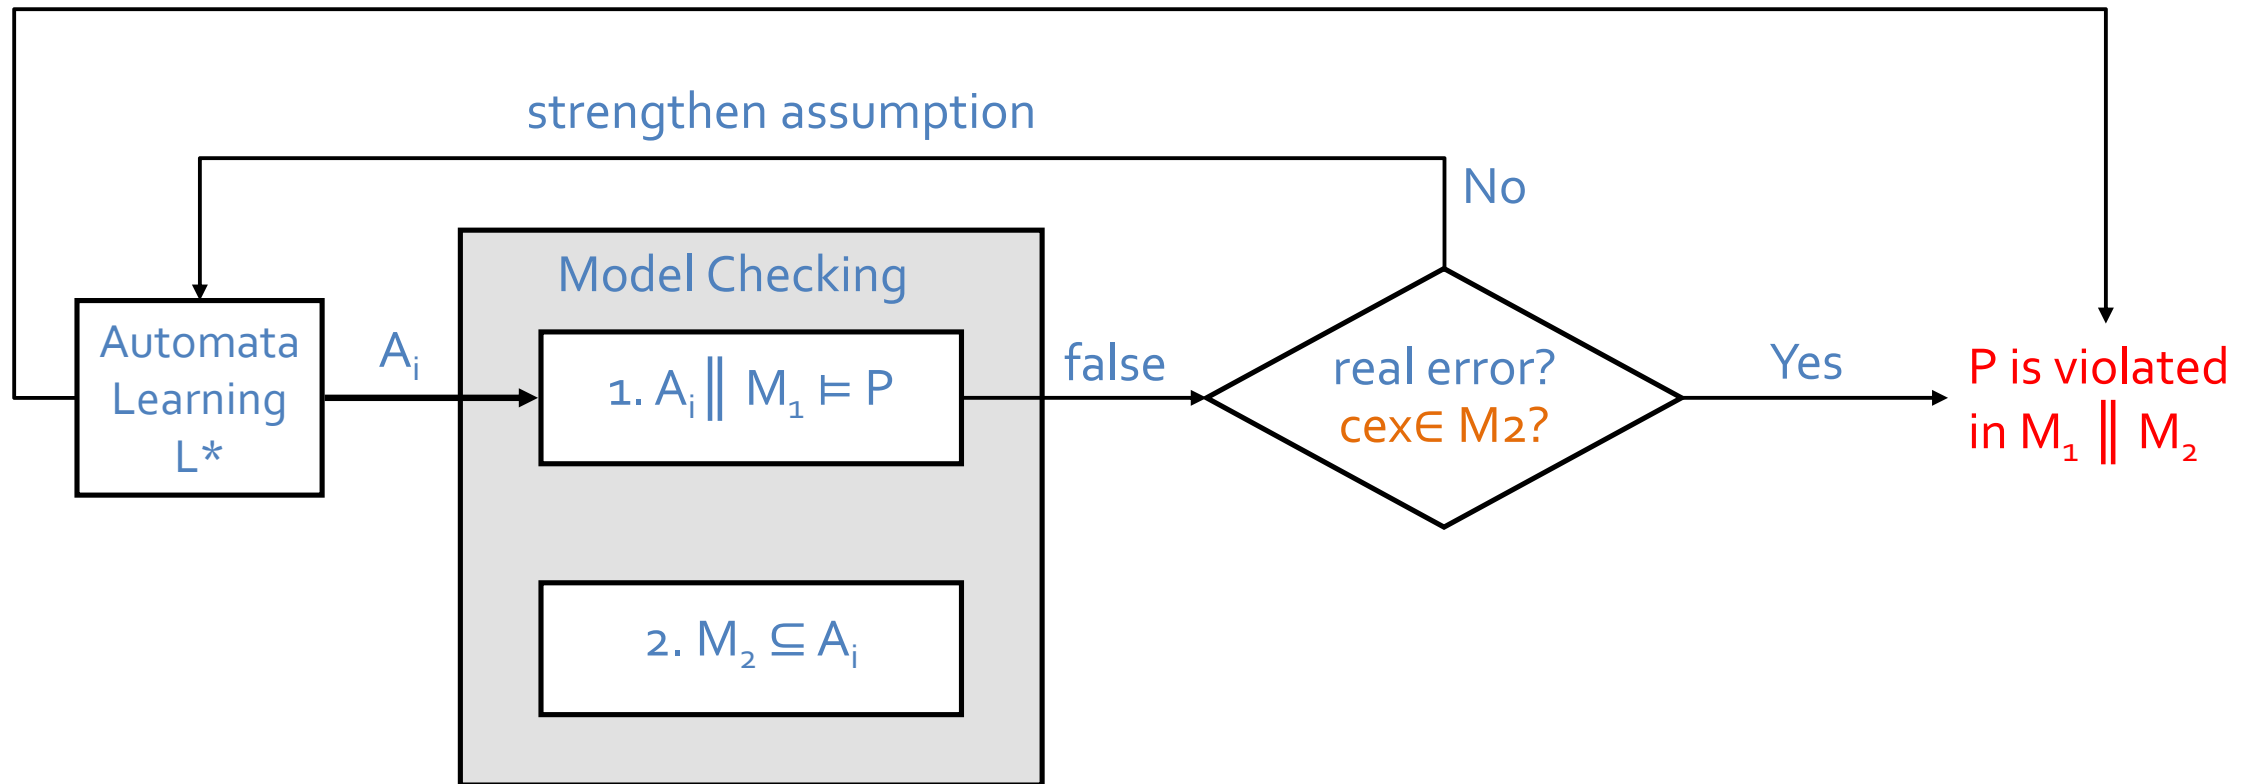 strengthen assumption
No
Model Checking
Automata
Learning
L*
Aᵢ
1. Aᵢ ‖ M₁ ⊨ P
false
real error?
cex∈ M2?
Yes
P is violated
in M₁ ‖ M₂
2. M₂ ⊆ Aᵢ